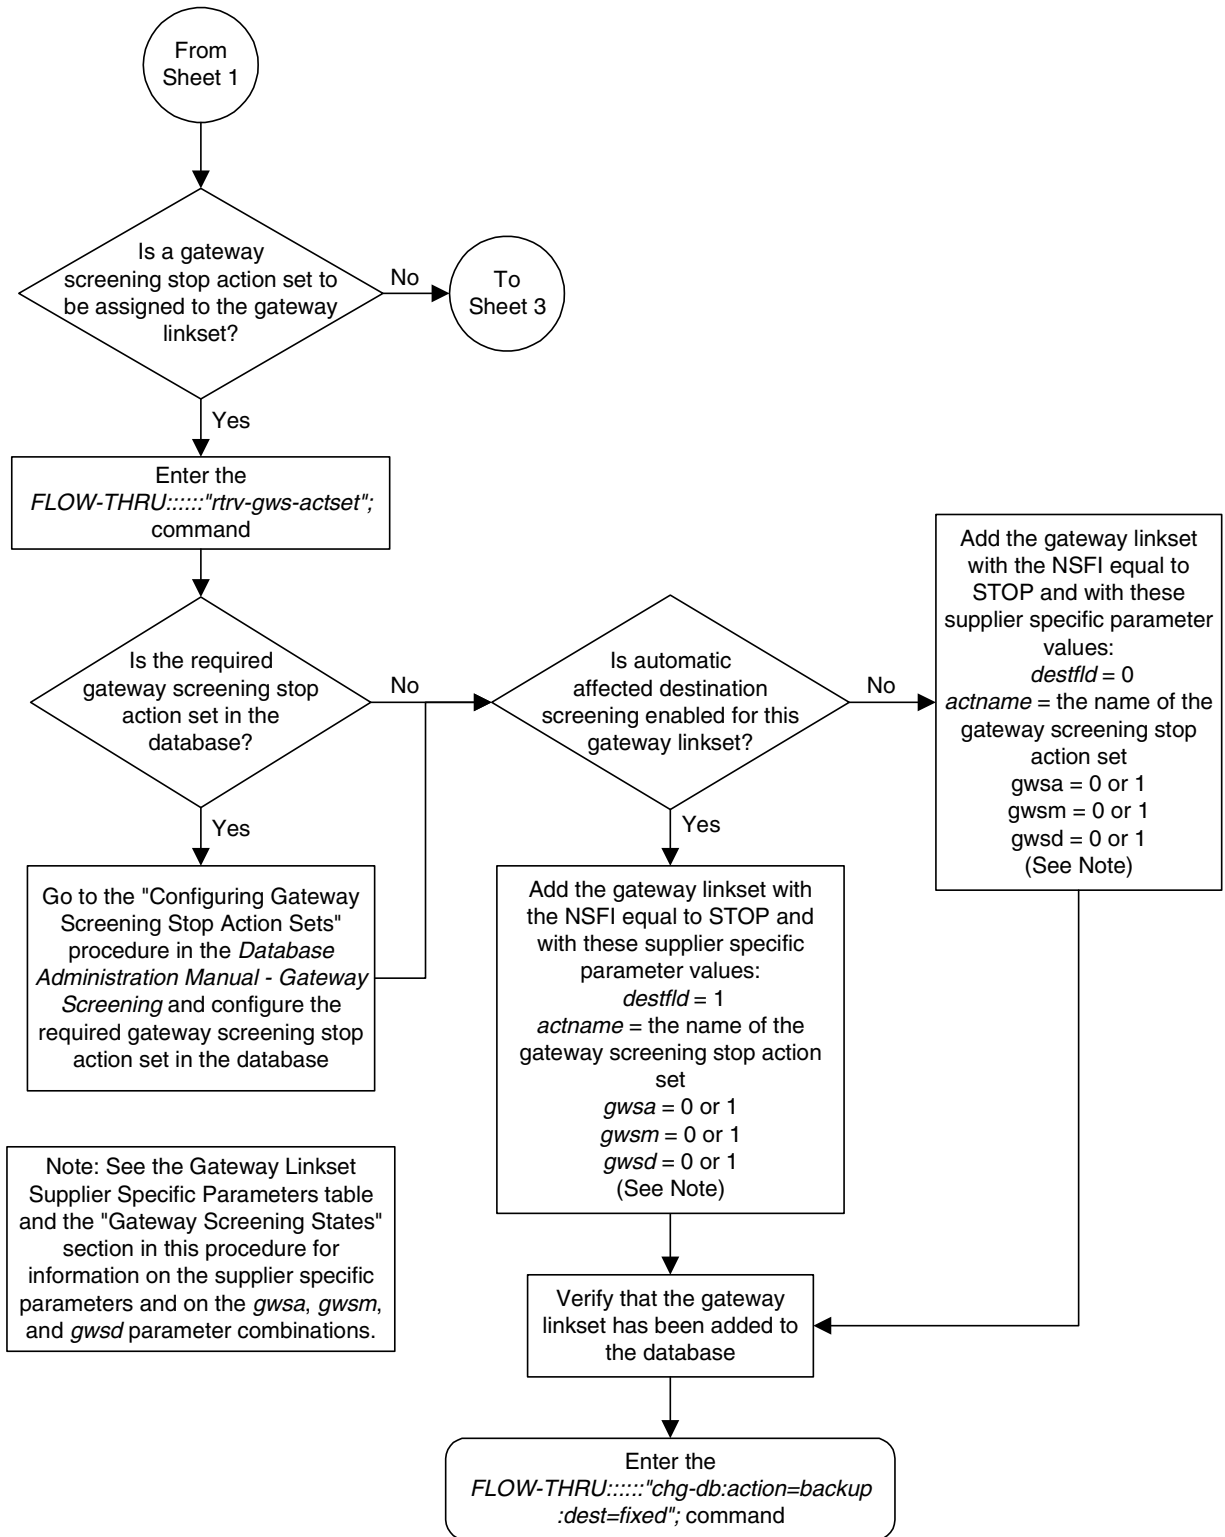 From
Sheet 1
Is a gateway
screening stop action set to
be assigned to the gateway
linkset?
No
To
Sheet 3
Yes
Enter the
FLOW-THRU::::::"rtrv-gws-actset";
command
Is the required
gateway screening stop
action set in the
database?
No
Yes
Go to the "Configuring Gateway
Screening Stop Action Sets"
procedure in the Database
Administration Manual - Gateway
Screening and configure the
required gateway screening stop
action set in the database
Is automatic
affected destination
screening enabled for this
gateway linkset?
No
Yes
Add the gateway linkset
with the NSFI equal to
STOP and with these
supplier specific parameter
values:
destfld = 0
actname = the name of the
gateway screening stop
action set
gwsa = 0 or 1
gwsm = 0 or 1
gwsd = 0 or 1
(See Note)
Add the gateway linkset with
the NSFI equal to STOP and
with these supplier specific
parameter values:
destfld = 1
actname = the name of the
gateway screening stop action
set
gwsa = 0 or 1
gwsm = 0 or 1
gwsd = 0 or 1
(See Note)
Note: See the Gateway Linkset
Supplier Specific Parameters table
and the "Gateway Screening States"
section in this procedure for
information on the supplier specific
parameters and on the gwsa, gwsm,
and gwsd parameter combinations.
Verify that the gateway
linkset has been added to
the database
Enter the
FLOW-THRU::::::"chg-db:action=backup
:dest=fixed"; command